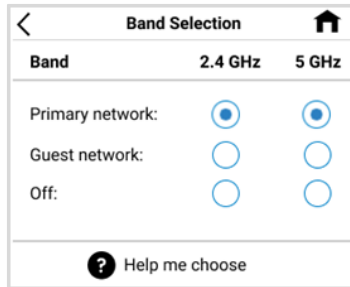 Band Selection
Band 2.4 GHz 5 GHz
Primary network:
Guest network:
Off:
? Help me choose